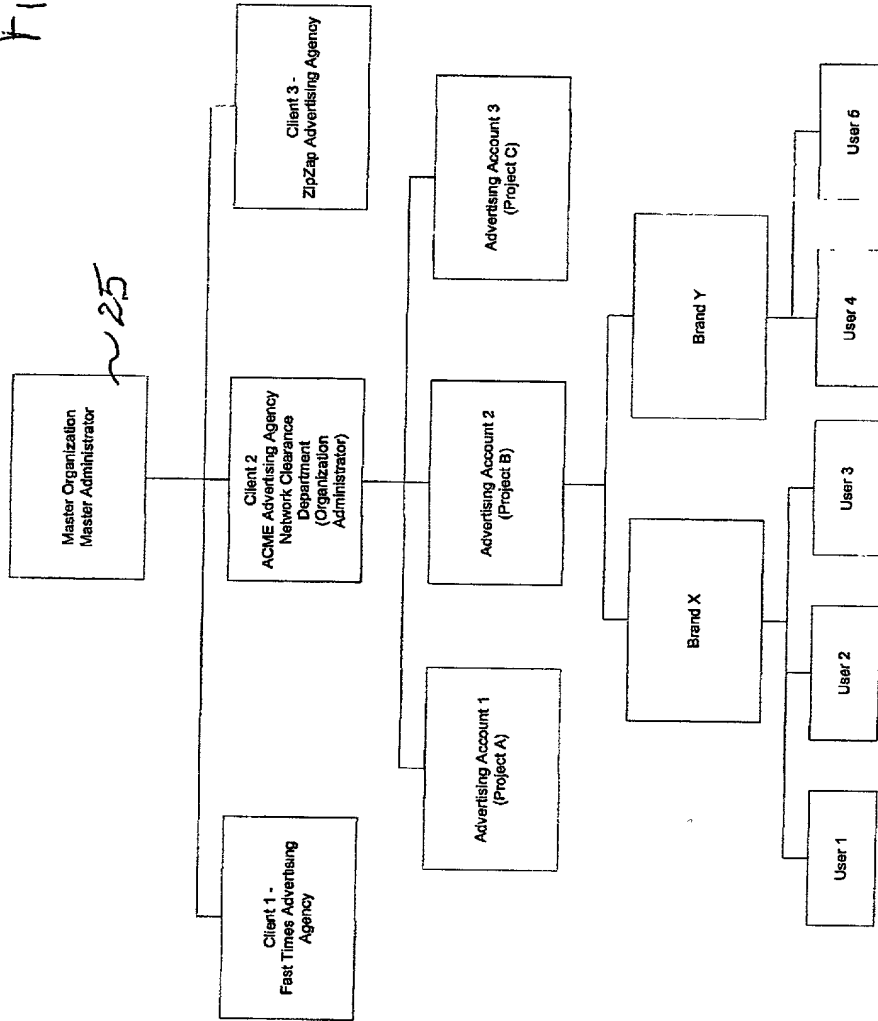 Master Organization
Master Administrator
~25
Client 1 -
Fast Times Advertising
Agency
Client 2
ACME Advertising Agency
Network Clearance
Department
(Organization
Administrator)
Client 3 -
ZipZap Advertising Agency
Advertising Account 1
(Project A)
Advertising Account 2
(Project B)
Advertising Account 3
(Project C)
Brand X
Brand Y
User 1
User 2
User 3
User 4
User 5